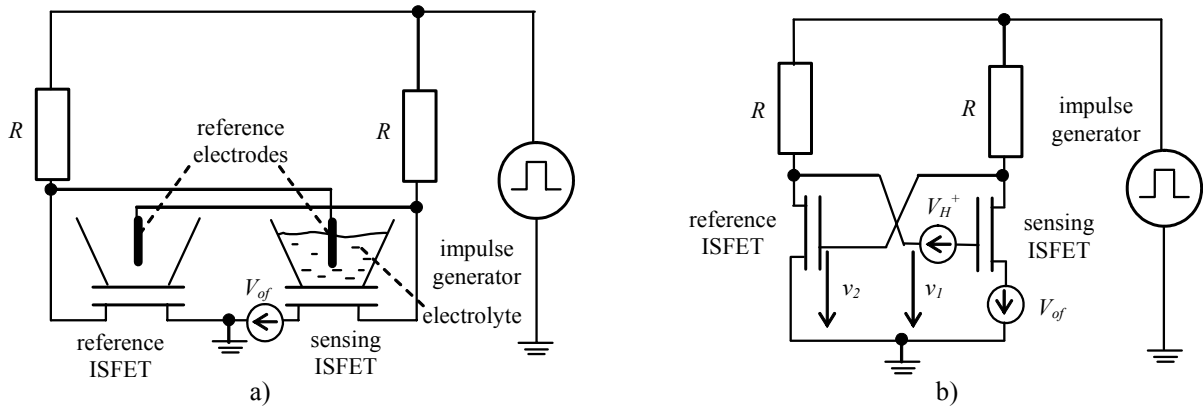 R
R
reference
electrodes
impulse
generator
V_of
electrolyte
reference
ISFET
sensing
ISFET
a)
R
R
impulse
generator
reference
ISFET
V_H^+
sensing
ISFET
v_2
v_1
V_of
b)